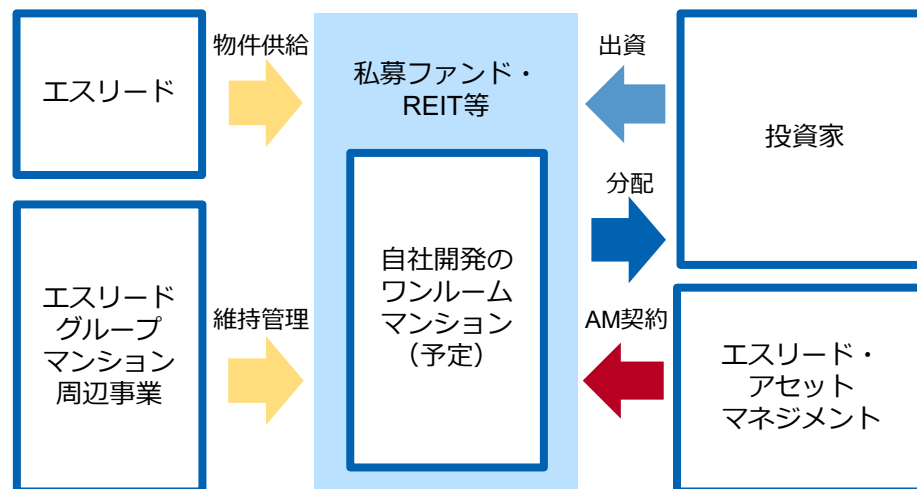 物件供給
エスリード
私募ファンド・
REIT等
出資
投資家
分配
エスリード
グループ
マンション
周辺事業
維持管理
自社開発の
ワンルーム
マンション
（予定）
AM契約
エスリード・
アセット
マネジメント